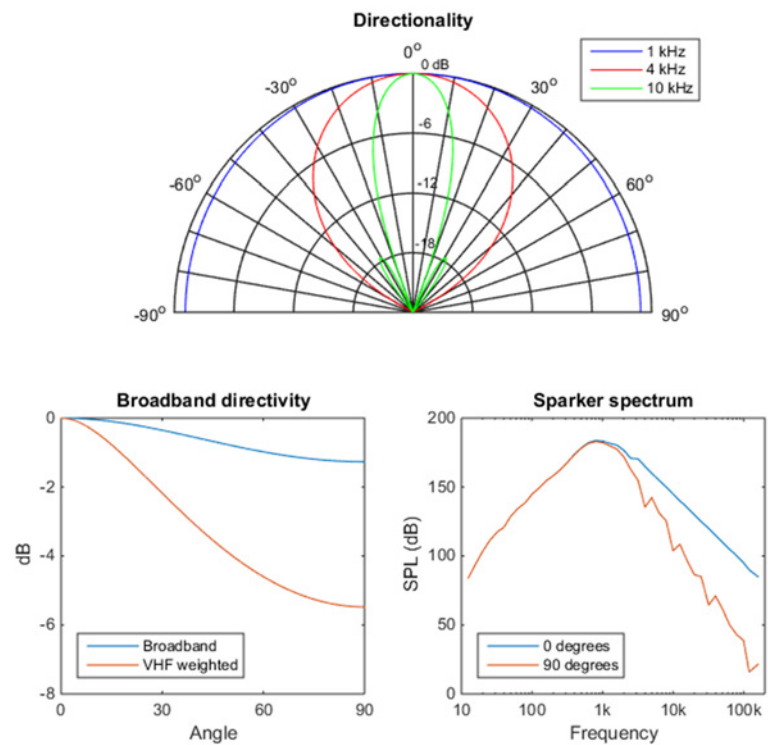 Directionality
0°
0 dB
1 kHz
4 kHz
10 kHz
-30°
30°
-6
-60°
60°
-12
-18
-90°
90°
Broadband directivity
0
-2
-4
-6
-8
dB
Broadband
VHF weighted
0 30 60 90
Angle
Sparker spectrum
200
150
100
50
0
SPL (dB)
0 degrees
90 degrees
10 100 1k 10k 100k
Frequency